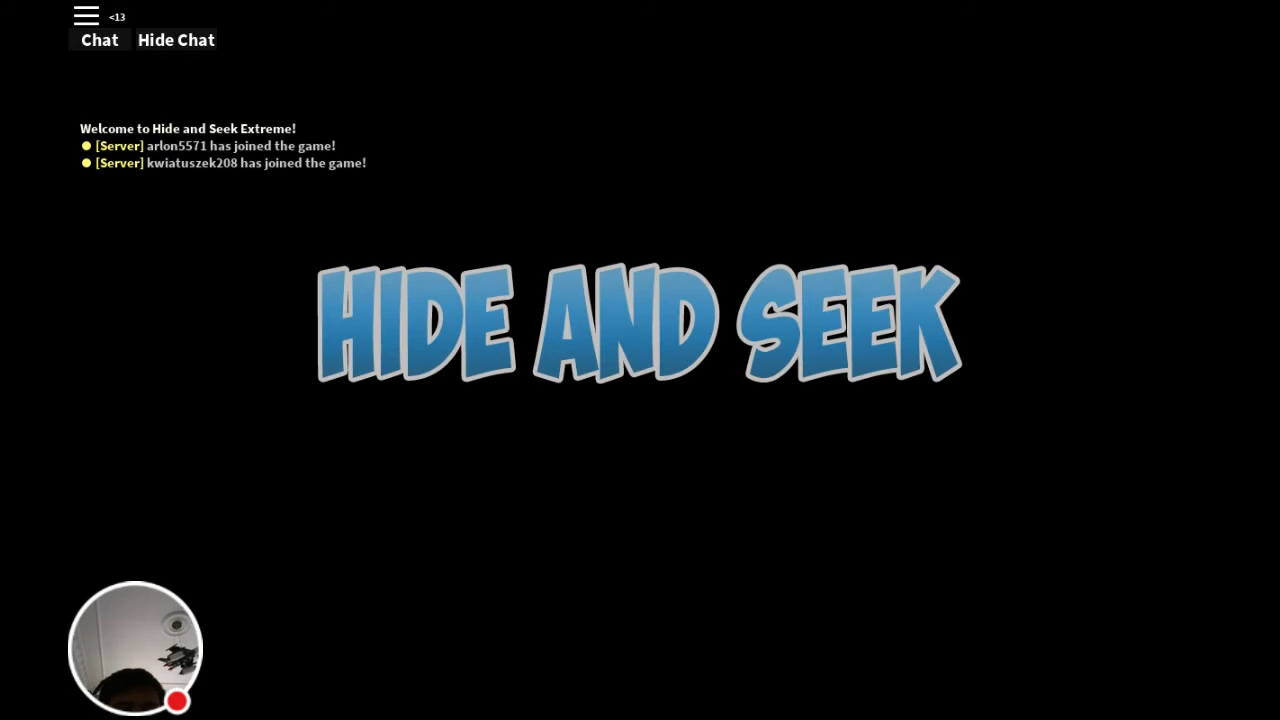 <13
Chat Hide Chat
Welcome to Hide and Seek Extreme!
[Server] arlon5571 has joined the game!
[Server] kwiatuszek208 has joined the game!
HIDE AND SEEK